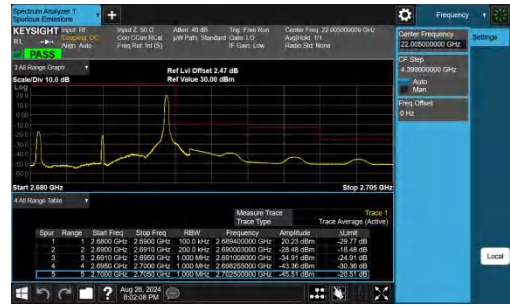 Spectrum Analyzer 1
Spurious Emissions
Frequency
KEYSIGHT Input: RF
Coupling: DC
Align: Auto
Input Z: 50 Ω
Corr CCorr RCal
Freq Ref: Int (S)
Atten: 40 dB
µW Path: Standard
Trig: Free Run
Gate: LO
IF Gain: Low
Center Freq: 22.005000000 GHz
Avg|Hold: 1/1
Radio Std: None
PASS
3 All Range Graph
Scale/Div 10.0 dB
Ref Lvl Offset 2.47 dB
Ref Value 30.00 dBm
Log
Start 2.680 GHz
Stop 2.705 GHz
4 All Range Table
Measure Trace
Trace 1
Trace Type
Trace Average (Active)
Spur Range Start Freq Stop Freq RBW Frequency Amplitude ΔLimit
1 1 2.6800 GHz 2.6900 GHz 100.0 kHz 2.689400000 GHz 20.23 dBm -29.77 dB
2 2 2.6900 GHz 2.6910 GHz 200.0 kHz 2.690003000 GHz -28.48 dBm -18.48 dB
3 3 2.6910 GHz 2.6950 GHz 1.000 MHz 2.691008000 GHz -34.91 dBm -24.91 dB
4 4 2.6950 GHz 2.7000 GHz 1.000 MHz 2.698255000 GHz -43.36 dBm -30.36 dB
5 5 2.7000 GHz 2.7050 GHz 1.000 MHz 2.702500000 GHz -45.51 dBm -20.51 dB
Aug 26, 2024
8:02:08 PM
Center Frequency
22.005000000 GHz
Settings
CF Step
4.399000000 GHz
Auto
Man
Freq Offset
0 Hz
Local